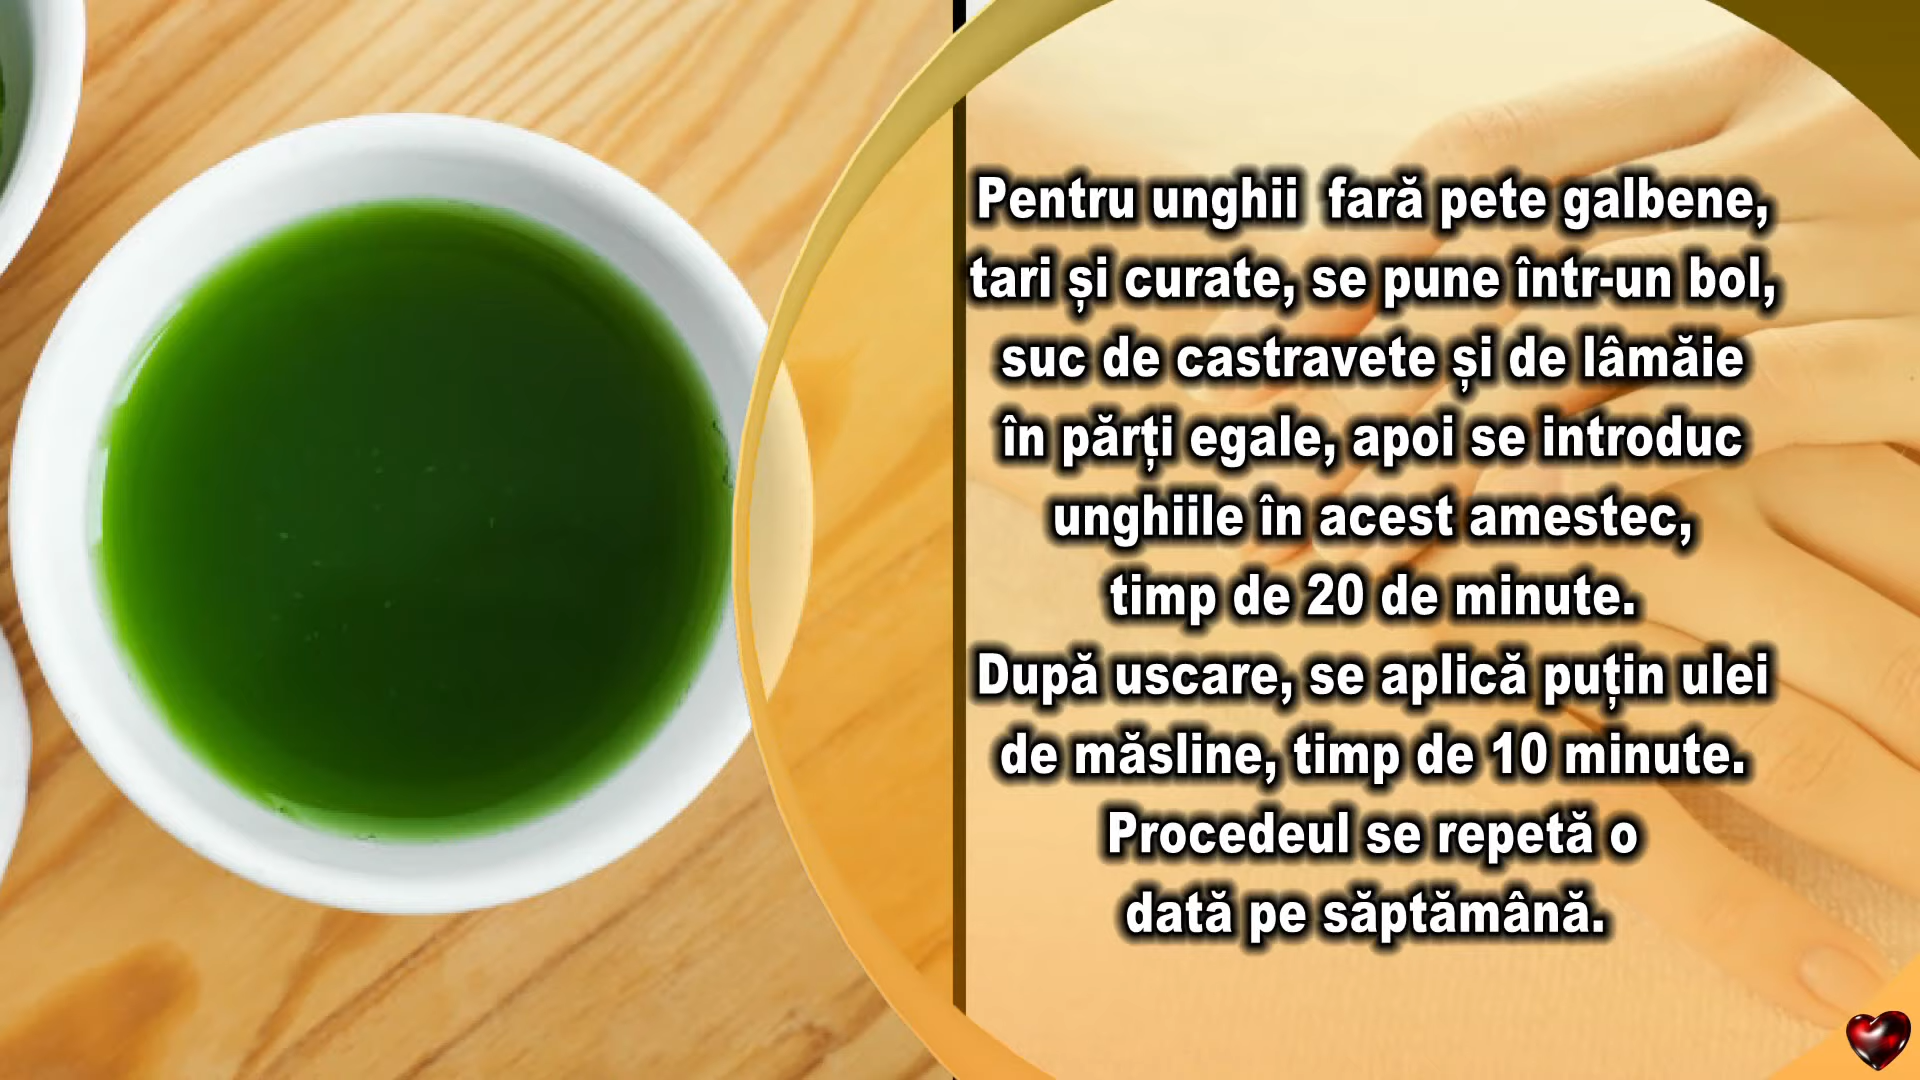 Pentru unghii  fară pete galbene,
tari și curate, se pune într-un bol,
suc de castravete și de lâmăie
în părți egale, apoi se introduc
unghiile în acest amestec,
timp de 20 de minute.
După uscare, se aplică puțin ulei
de măsline, timp de 10 minute.
Procedeul se repetă o
dată pe săptămână.